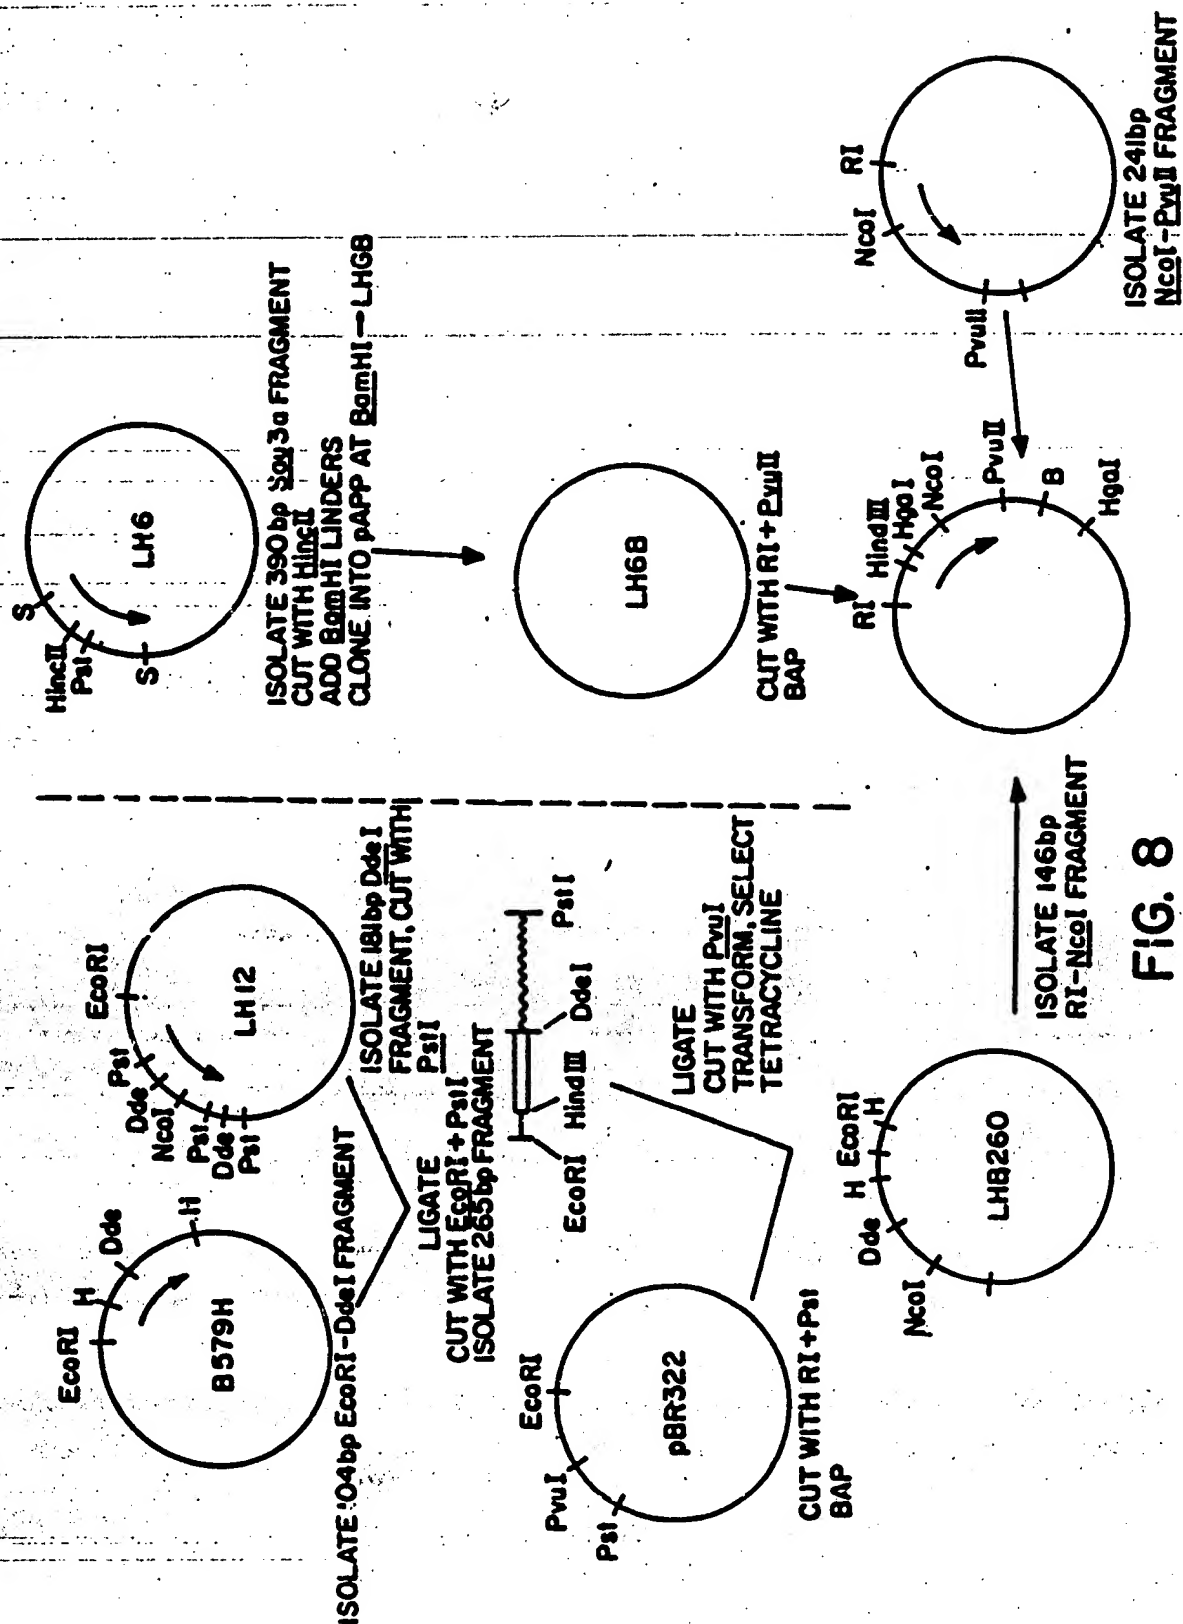 EcoRI
H
Dde
H
B579H
ISOLATE 104bp EcoRI-DdeI FRAGMENT
EcoRI
Pst
Dde
NcoI
Pst
Dde
Pst
LH12
ISOLATE 181bp DdeI
FRAGMENT, CUT WITH
PstI
LIGATE
CUT WITH EcoRI+PstI
ISOLATE 265bp FRAGMENT
EcoRI
HindIII
DdeI
PstI
EcoRI
PvuI
Pst
pBR322
CUT WITH RI+Pst
BAP
LIGATE
CUT WITH PvuI
TRANSFORM, SELECT
TETRACYCLINE
NcoI
Dde
H
EcoRI
H
LHB260
ISOLATE 146bp
RI-NcoI FRAGMENT
S
HincII
Pst
S
LH6
ISOLATE 390bp Sau3a FRAGMENT
CUT WITH HincII
ADD BamHI LINDERS
CLONE INTO pAPP AT BamHI→LHGB
LH6B
CUT WITH RI+PvuII
BAP
RI
HindIII
HgaI
NcoI
PvuII
B
HgaI
RI
NcoI
PvuII
ISOLATE 241bp
NcoI-PvuII FRAGMENT
FIG. 8